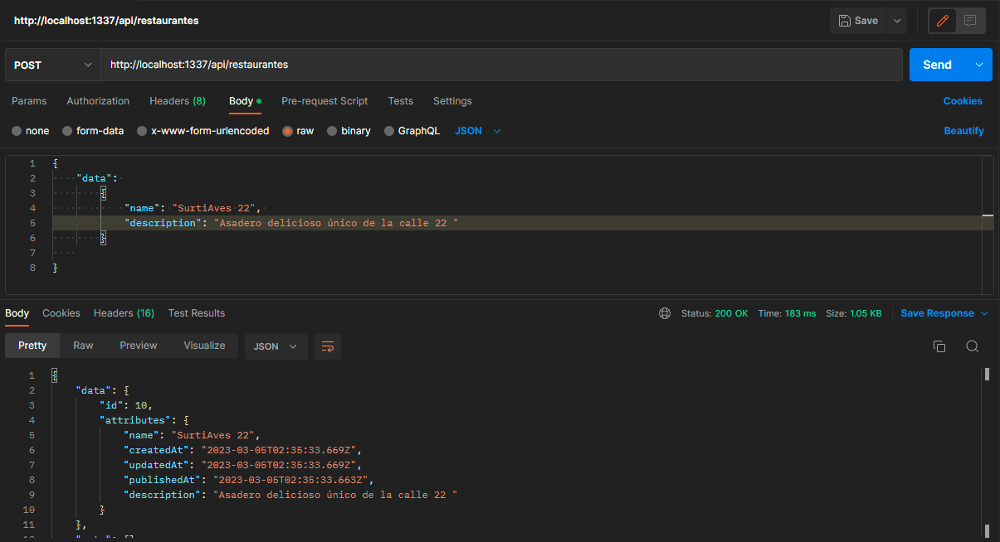 http://localhost:1337/api/restaurantes Save
POST http://localhost:1337/api/restaurantes Send
Params Authorization Headers (8) Body Pre-request Script Tests Settings Cookies
none form-data x-www-form-urlencoded raw binary GraphQL JSON Beautify
1 {
2 "data":
3 {
4 "name": "SurtiAves 22",
5 "description": "Asadero delicioso único de la calle 22 "
6 }
7
8 }
Body Cookies Headers (16) Test Results Status: 200 OK Time: 183 ms Size: 1.05 KB Save Response
Pretty Raw Preview Visualize JSON
1 {
2 "data": {
3 "id": 10,
4 "attributes": {
5 "name": "SurtiAves 22",
6 "createdAt": "2023-03-05T02:35:33.669Z",
7 "updatedAt": "2023-03-05T02:35:33.669Z",
8 "publishedAt": "2023-03-05T02:35:33.663Z",
9 "description": "Asadero delicioso único de la calle 22 "
10 }
11 },